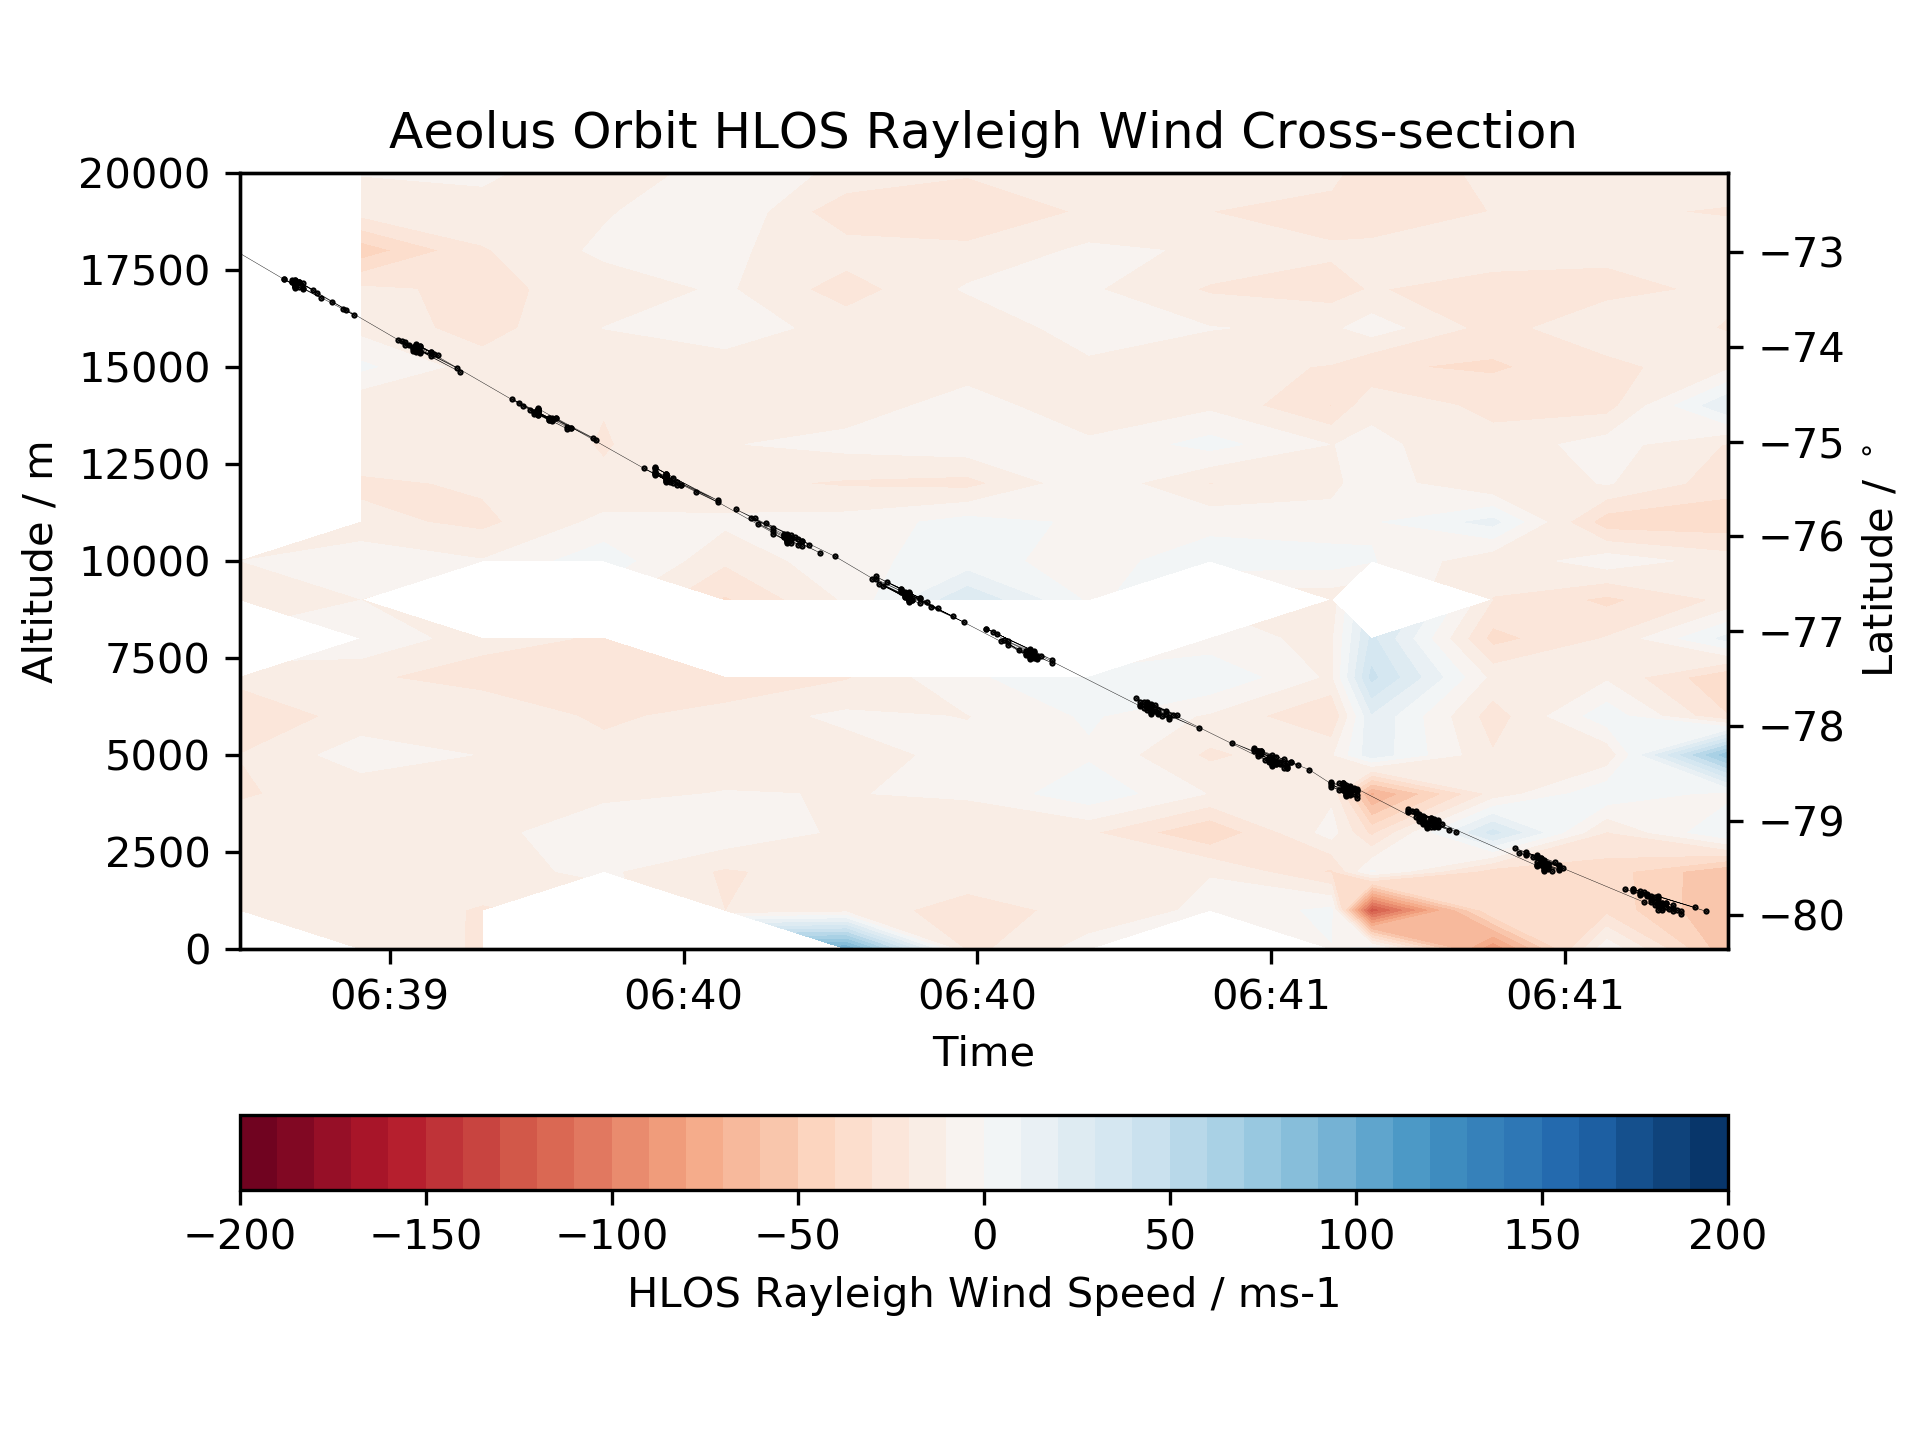 Aeolus Orbit HLOS Rayleigh Wind Cross-section
20000
17500
15000
12500
10000
7500
5000
2500
0
Altitude / m
−73
−74
−75
−76
−77
−78
−79
−80
Latitude / °
06:39 06:40 06:40 06:41 06:41
Time
−200 −150 −100 −50 0 50 100 150 200
HLOS Rayleigh Wind Speed / ms-1